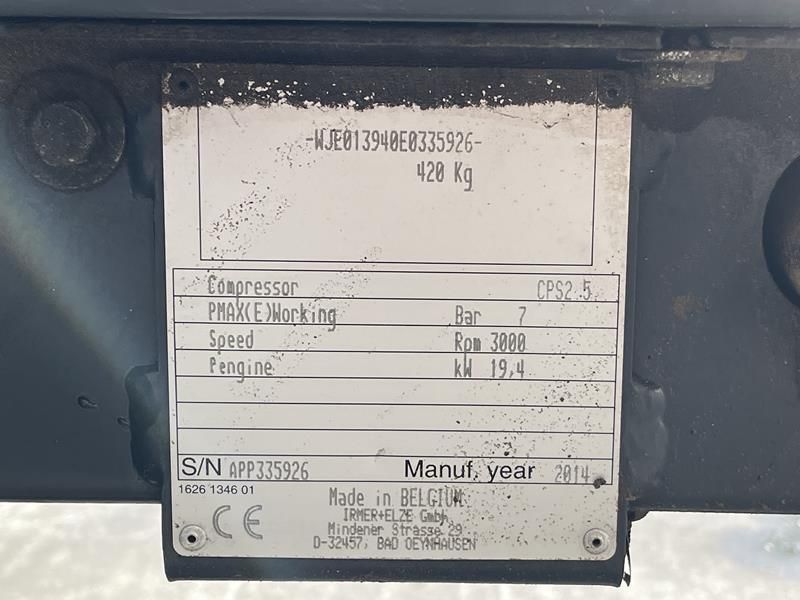 -WJE013940E0335926-
420 Kg
Compressor CPS2.5
PMAX(E)Working Bar 7
Speed Rpm 3000
Pengine kW 19,4
S/N APP335926 Manuf. year 2014
1626 1346 01
CE
Made in BELGIUM
IRMER+ELZE GmbH
Mindener Strasse 29
D-32457, BAD OEYNHAUSEN